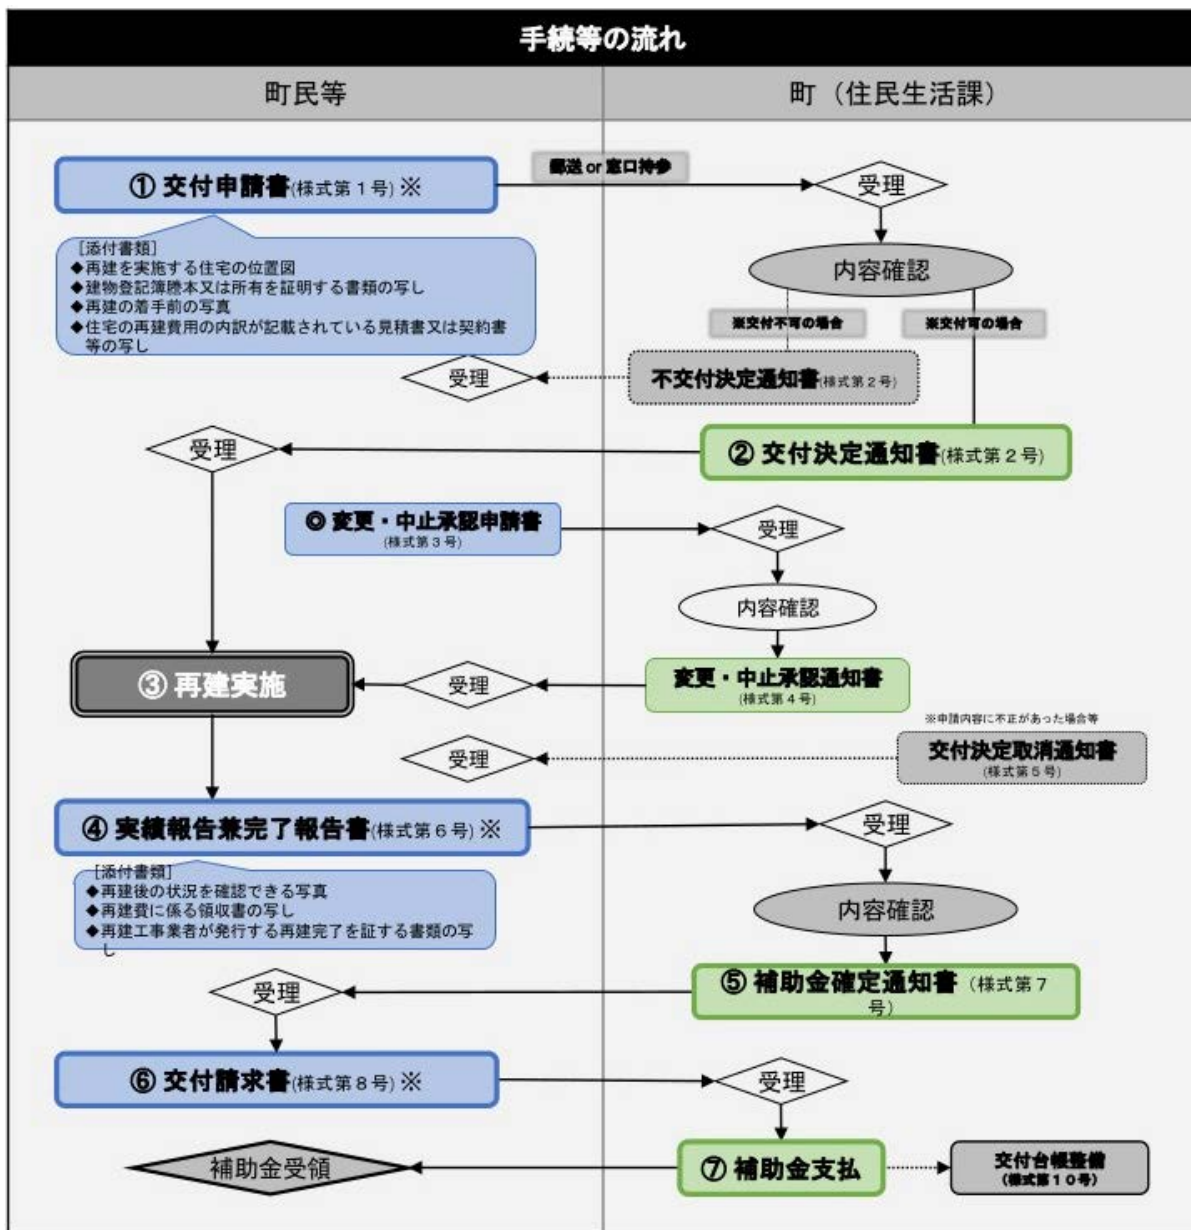 手続等の流れ
町民等
町（住民生活課）
① 交付申請書(様式第１号) ※
郵送 or 窓口持参
受理
［添付書類］
◆再建を実施する住宅の位置図
◆建物登記簿謄本又は所有を証明する書類の写し
◆再建の着手前の写真
◆住宅の再建費用の内訳が記載されている見積書又は契約書
等の写し
内容確認
※交付不可の場合
※交付可の場合
受理
不交付決定通知書(様式第２号)
受理
② 交付決定通知書(様式第２号)
◎ 変更・中止承認申請書
(様式第３号)
受理
内容確認
③ 再建実施
受理
変更・中止承認通知書
(様式第４号)
※申請内容に不正があった場合等
受理
交付決定取消通知書
(様式第５号)
④ 実績報告兼完了報告書(様式第６号) ※
受理
［添付書類］
◆再建後の状況を確認できる写真
◆再建費に係る領収書の写し
◆再建工事業者が発行する再建完了を証する書類の写
し
内容確認
受理
⑤ 補助金確定通知書（様式第７
号）
⑥ 交付請求書(様式第８号) ※
受理
補助金受領
⑦ 補助金支払
交付台帳整備
(様式第１０号)